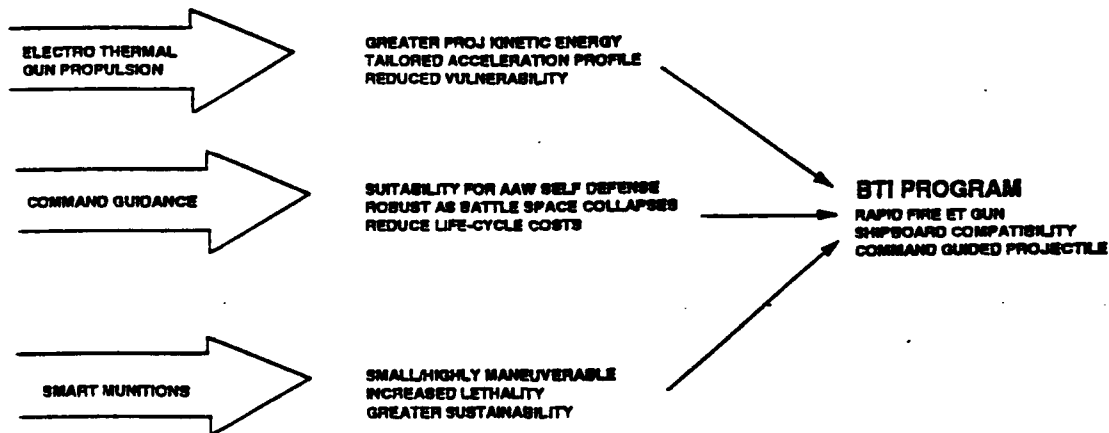 ELECTRO THERMAL
GUN PROPULSION
GREATER PROJ KINETIC ENERGY
TAILORED ACCELERATION PROFILE
REDUCED VULNERABILITY
COMMAND GUIDANCE
SUITABILITY FOR AAW SELF DEFENSE
ROBUST AS BATTLE SPACE COLLAPSES
REDUCE LIFE-CYCLE COSTS
SMART MUNITIONS
SMALL/HIGHLY MANEUVERABLE
INCREASED LETHALITY
GREATER SUSTAINABILITY
BTI PROGRAM
RAPID FIRE ET GUN
SHIPBOARD COMPATIBILITY
COMMAND GUIDED PROJECTILE